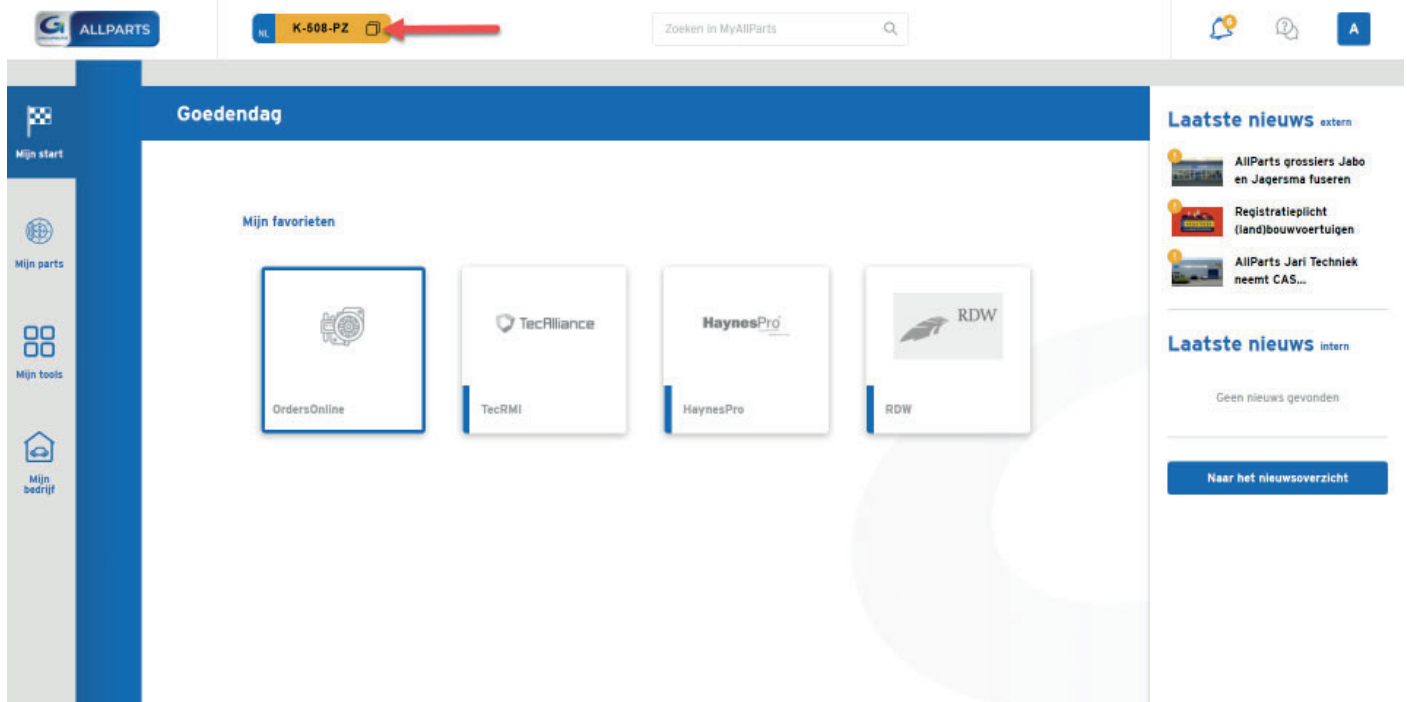 G
ALLPARTS
NL K-508-PZ
Zoeken in MyAllParts
6
A
Mijn start
Mijn parts
Mijn tools
Mijn
bedrijf
Goedendag
Mijn favorieten
OrdersOnline
TecAlliance
TecRMI
HaynesPro
HaynesPro
RDW
RDW
Laatste nieuws extern
AllParts grossiers Jabo
en Jagersma fuseren
Registratieplicht
(land)bouwvoertuigen
AllParts Jari Techniek
neemt CAS...
Laatste nieuws intern
Geen nieuws gevonden
Naar het nieuwsoverzicht